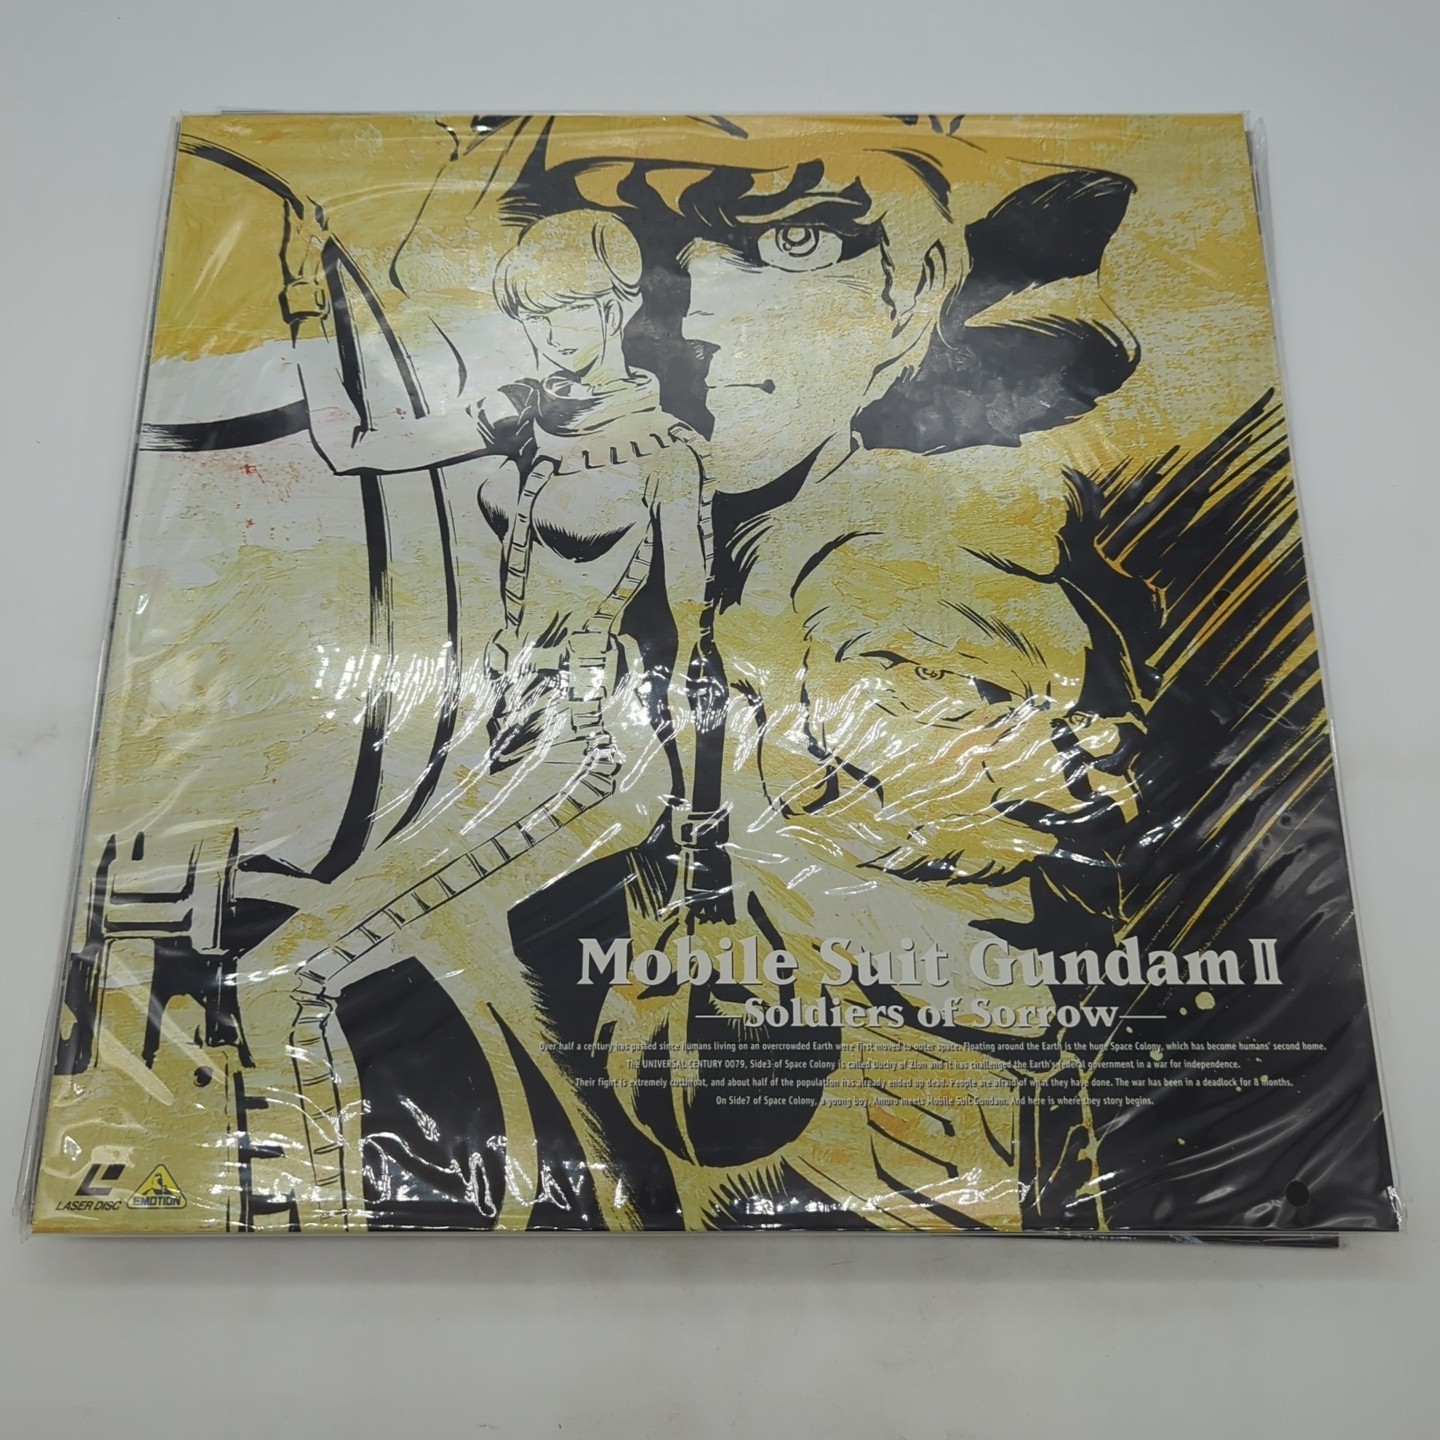 Mobile Suit Gundam II
—Soldiers of Sorrow—
Over half a century has passed since humans living on an overcrowded Earth were first moved to outer space. Floating around the Earth is the huge Space Colony, which has become humans' second home.
The UNIVERSAL CENTURY 0079, Side3 of Space Colony is called Duchy of Zion and it has challenged the Earth's federal government in a war for independence.
Their fight is extremely cutthroat, and about half of the population has already ended up dead. People are afraid of what they have done. The war has been in a deadlock for 8 months.
On Side7 of Space Colony, a young boy, Amuro meets Mobile Suit Gundam. And here is where they story begins.
LASER DISC
EMOTION